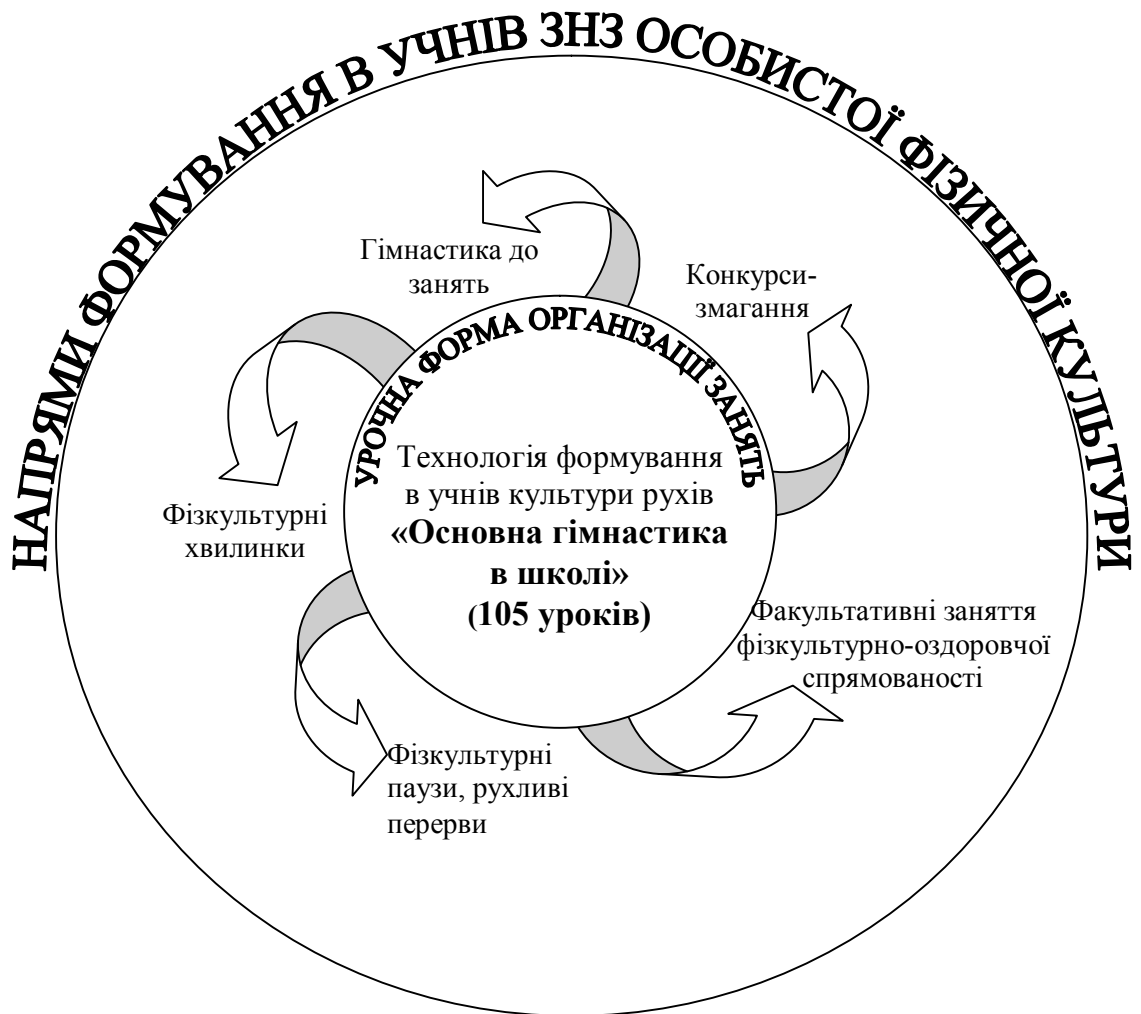 НАПРЯМИ ФОРМУВАННЯ В УЧНІВ ЗНЗ ОСОБИСТОЇ ФІЗИЧНОЇ КУЛЬТУРИ
Гімнастика до
занять
Конкурси-
змагання
УРОЧНА ФОРМА ОРГАНІЗАЦІЇ ЗАНЯТЬ
Технологія формування
в учнів культури рухів
«Основна гімнастика
в школі»
(105 уроків)
Фізкультурні
хвилинки
Факультативні заняття
фізкультурно-оздоровчої
спрямованості
Фізкультурні
паузи, рухливі
перерви